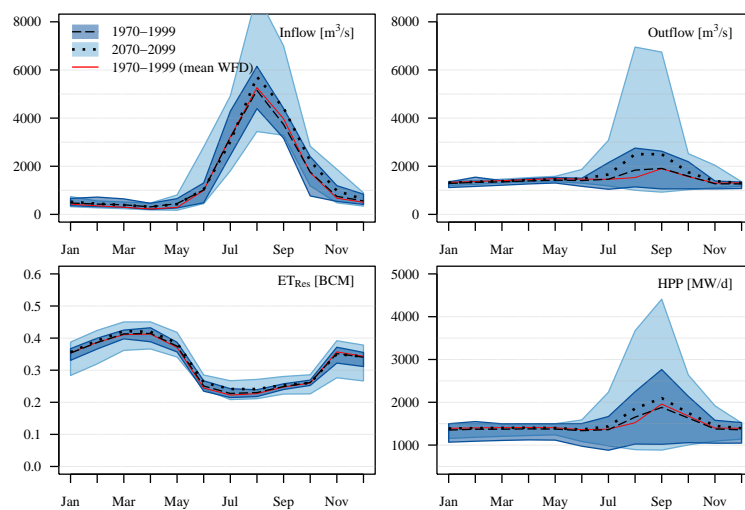 Inflow [m³/s]
1970−1999
2070−2099
1970−1999 (mean WFD)
8000
6000
4000
2000
0
Jan Mar May Jul Sep Nov
Outflow [m³/s]
8000
6000
4000
2000
0
Jan Mar May Jul Sep Nov
ET_Res [BCM]
0.6
0.5
0.4
0.3
0.2
0.1
0.0
Jan Mar May Jul Sep Nov
HPP [MW/d]
5000
4000
3000
2000
1000
Jan Mar May Jul Sep Nov